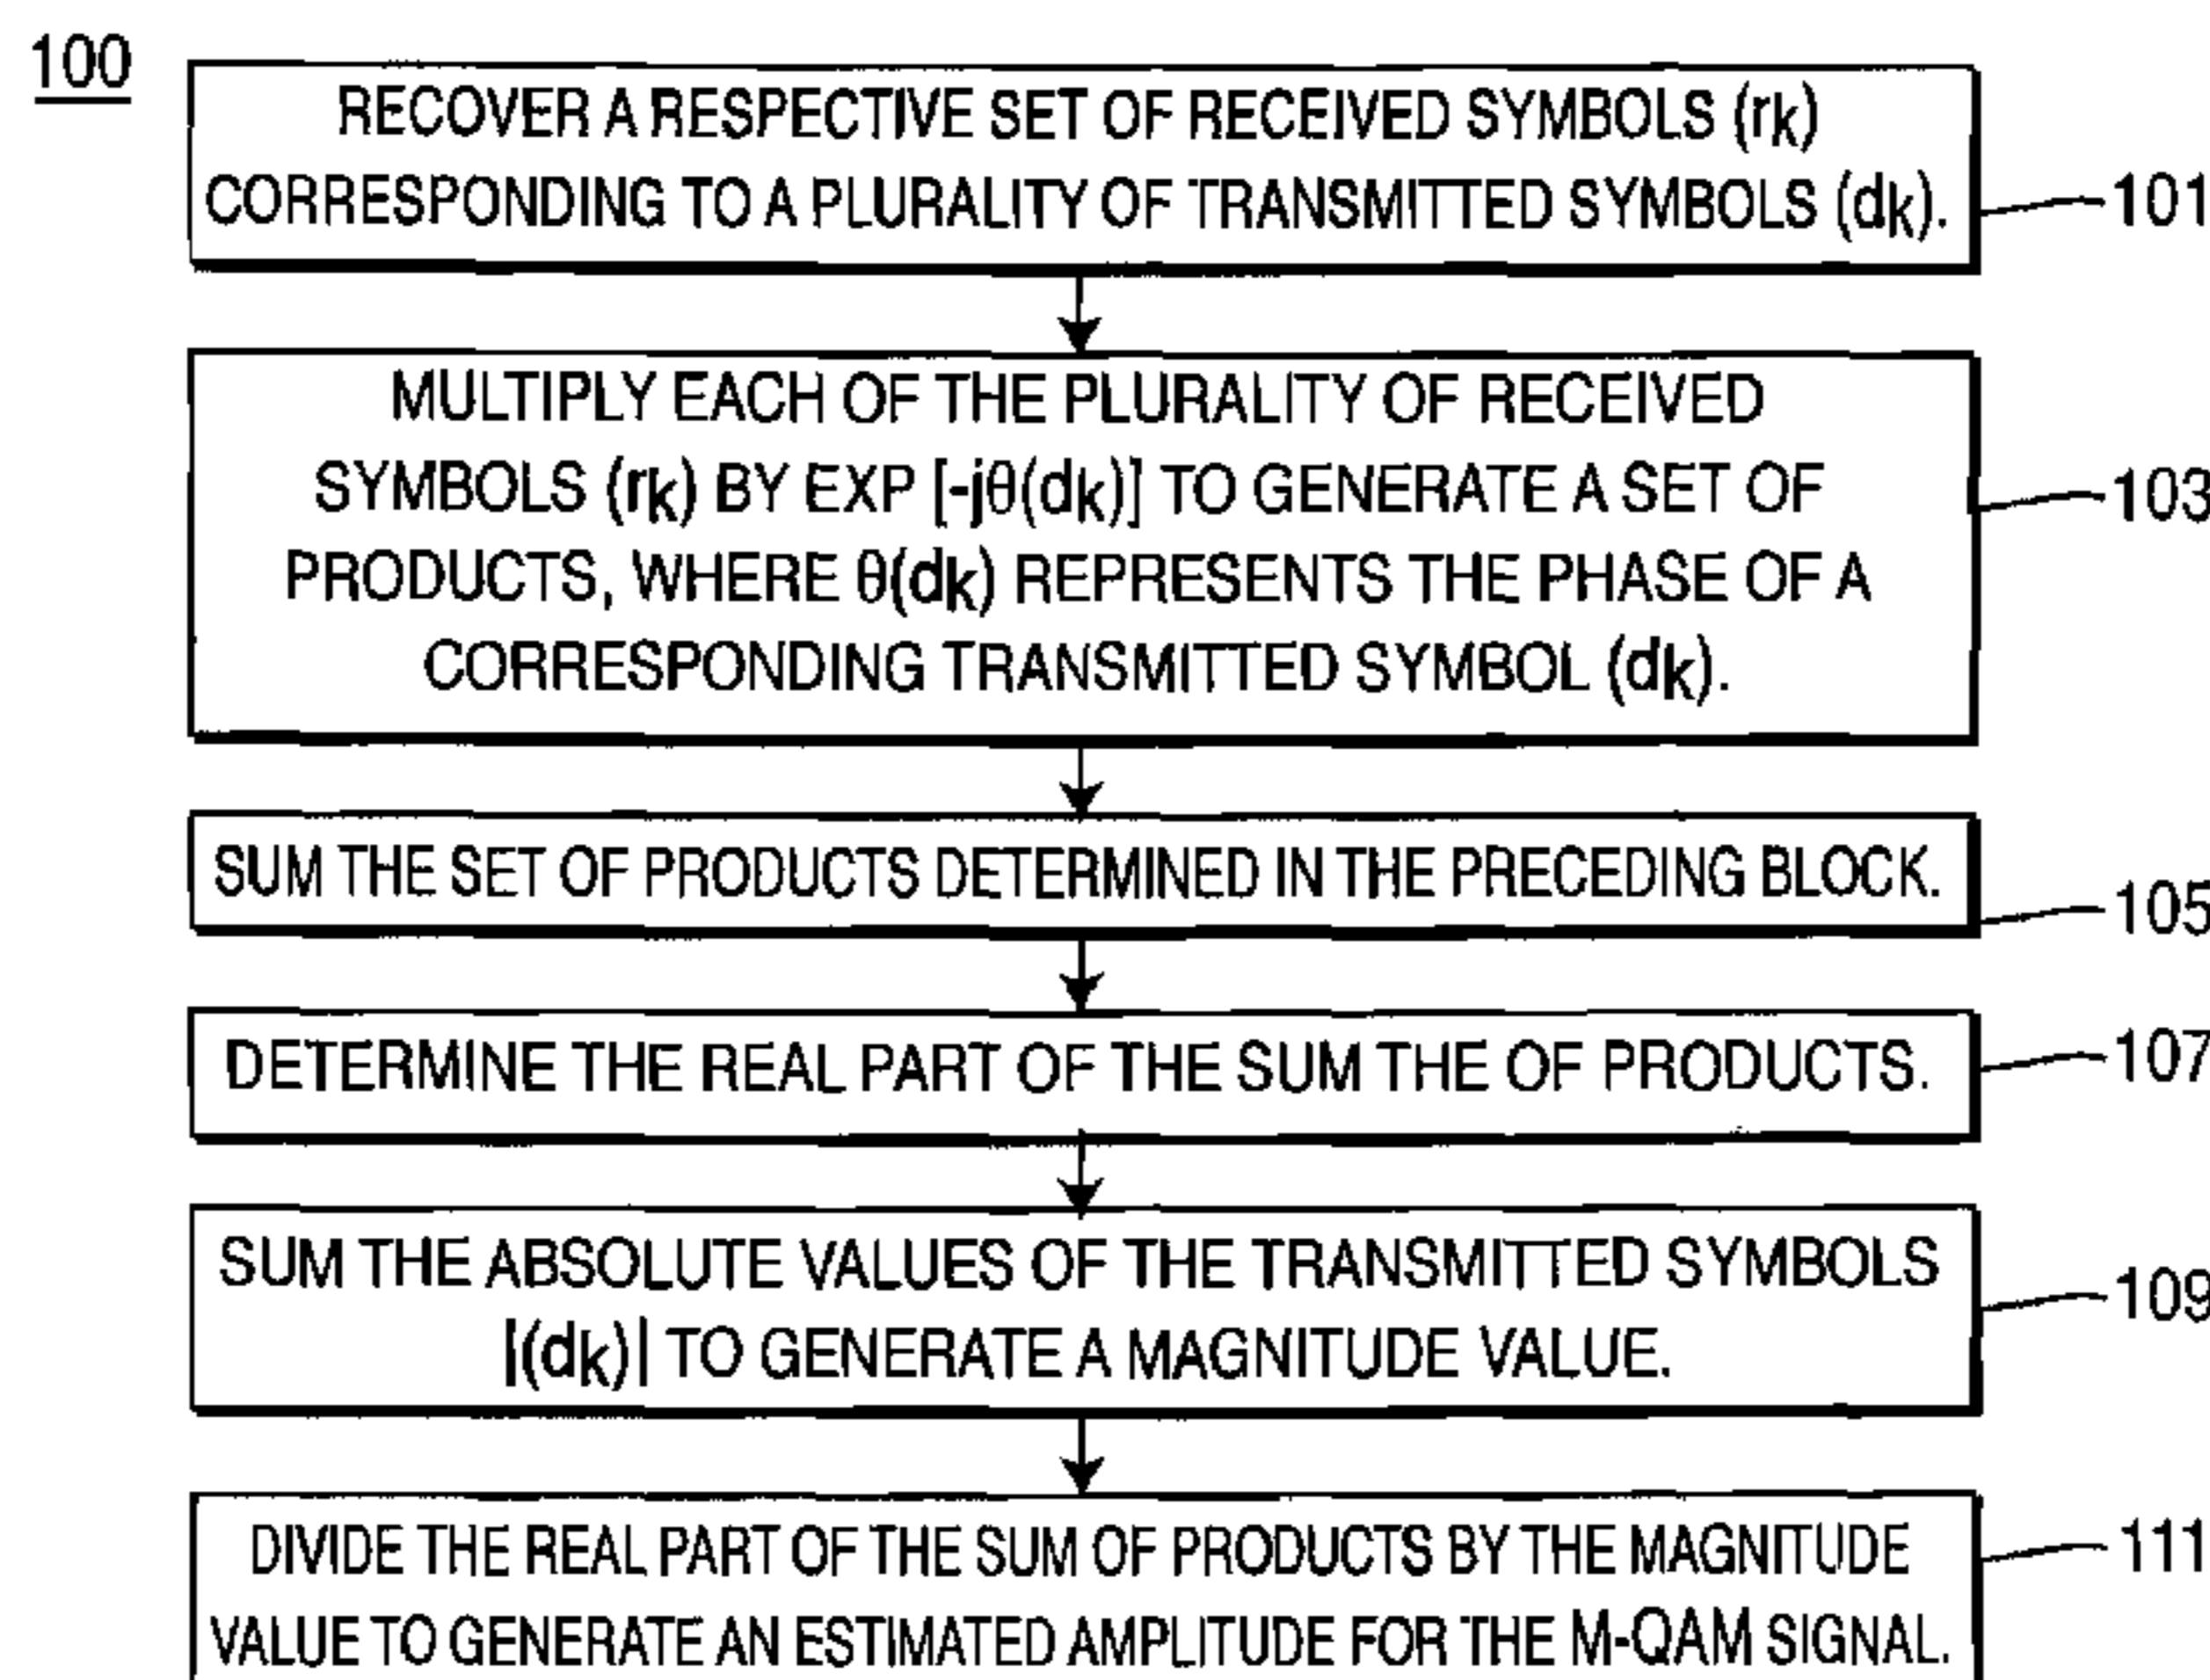 100
RECOVER A RESPECTIVE SET OF RECEIVED SYMBOLS (rk)
CORRESPONDING TO A PLURALITY OF TRANSMITTED SYMBOLS (dk).
101
MULTIPLY EACH OF THE PLURALITY OF RECEIVED
SYMBOLS (rk) BY EXP [-jθ(dk)] TO GENERATE A SET OF
PRODUCTS, WHERE θ(dk) REPRESENTS THE PHASE OF A
CORRESPONDING TRANSMITTED SYMBOL (dk).
103
SUM THE SET OF PRODUCTS DETERMINED IN THE PRECEDING BLOCK.
105
DETERMINE THE REAL PART OF THE SUM THE OF PRODUCTS.
107
SUM THE ABSOLUTE VALUES OF THE TRANSMITTED SYMBOLS
|(dk)| TO GENERATE A MAGNITUDE VALUE.
109
DIVIDE THE REAL PART OF THE SUM OF PRODUCTS BY THE MAGNITUDE
VALUE TO GENERATE AN ESTIMATED AMPLITUDE FOR THE M-QAM SIGNAL.
111